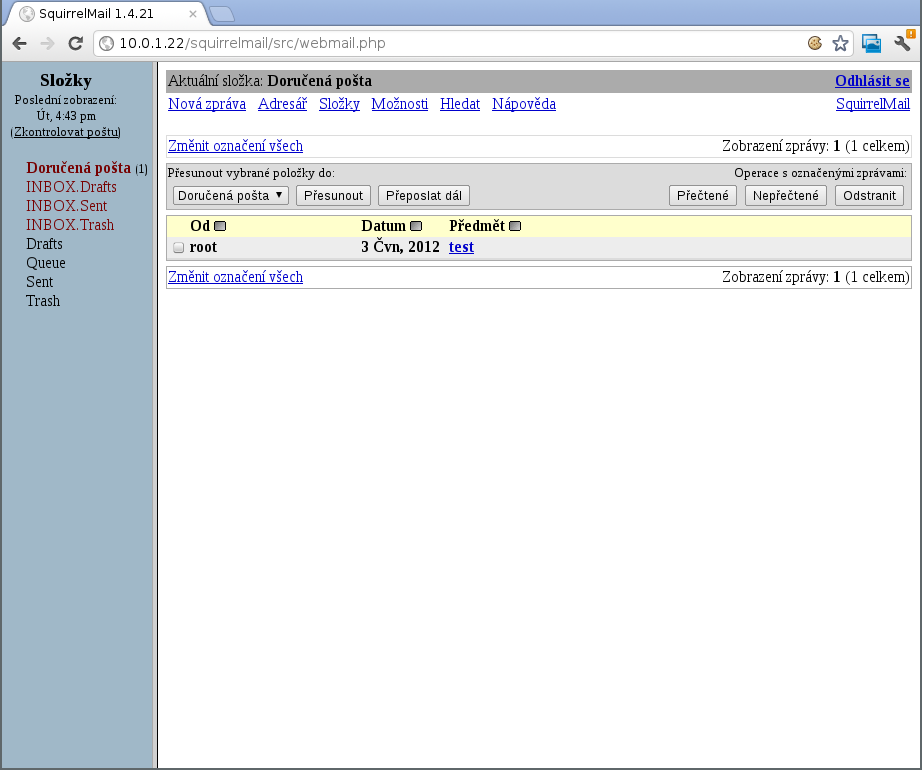 SquirrelMail 1.4.21
10.0.1.22/squirrelmail/src/webmail.php
Složky
Poslední zobrazení:
Út, 4:43 pm
(Zkontrolovat poštu)
Doručená pošta (1)
INBOX.Drafts
INBOX.Sent
INBOX.Trash
Drafts
Queue
Sent
Trash
Aktuální složka: Doručená pošta Odhlásit se
Nová zpráva Adresář Složky Možnosti Hledat Nápověda SquirrelMail
Změnit označení všech Zobrazení zprávy: 1 (1 celkem)
Přesunout vybrané položky do: Operace s označenými zprávami:
Doručená pošta Přesunout Přeposlat dál Přečtené Nepřečtené Odstranit
Od Datum Předmět
root 3 Čvn, 2012 test
Změnit označení všech Zobrazení zprávy: 1 (1 celkem)